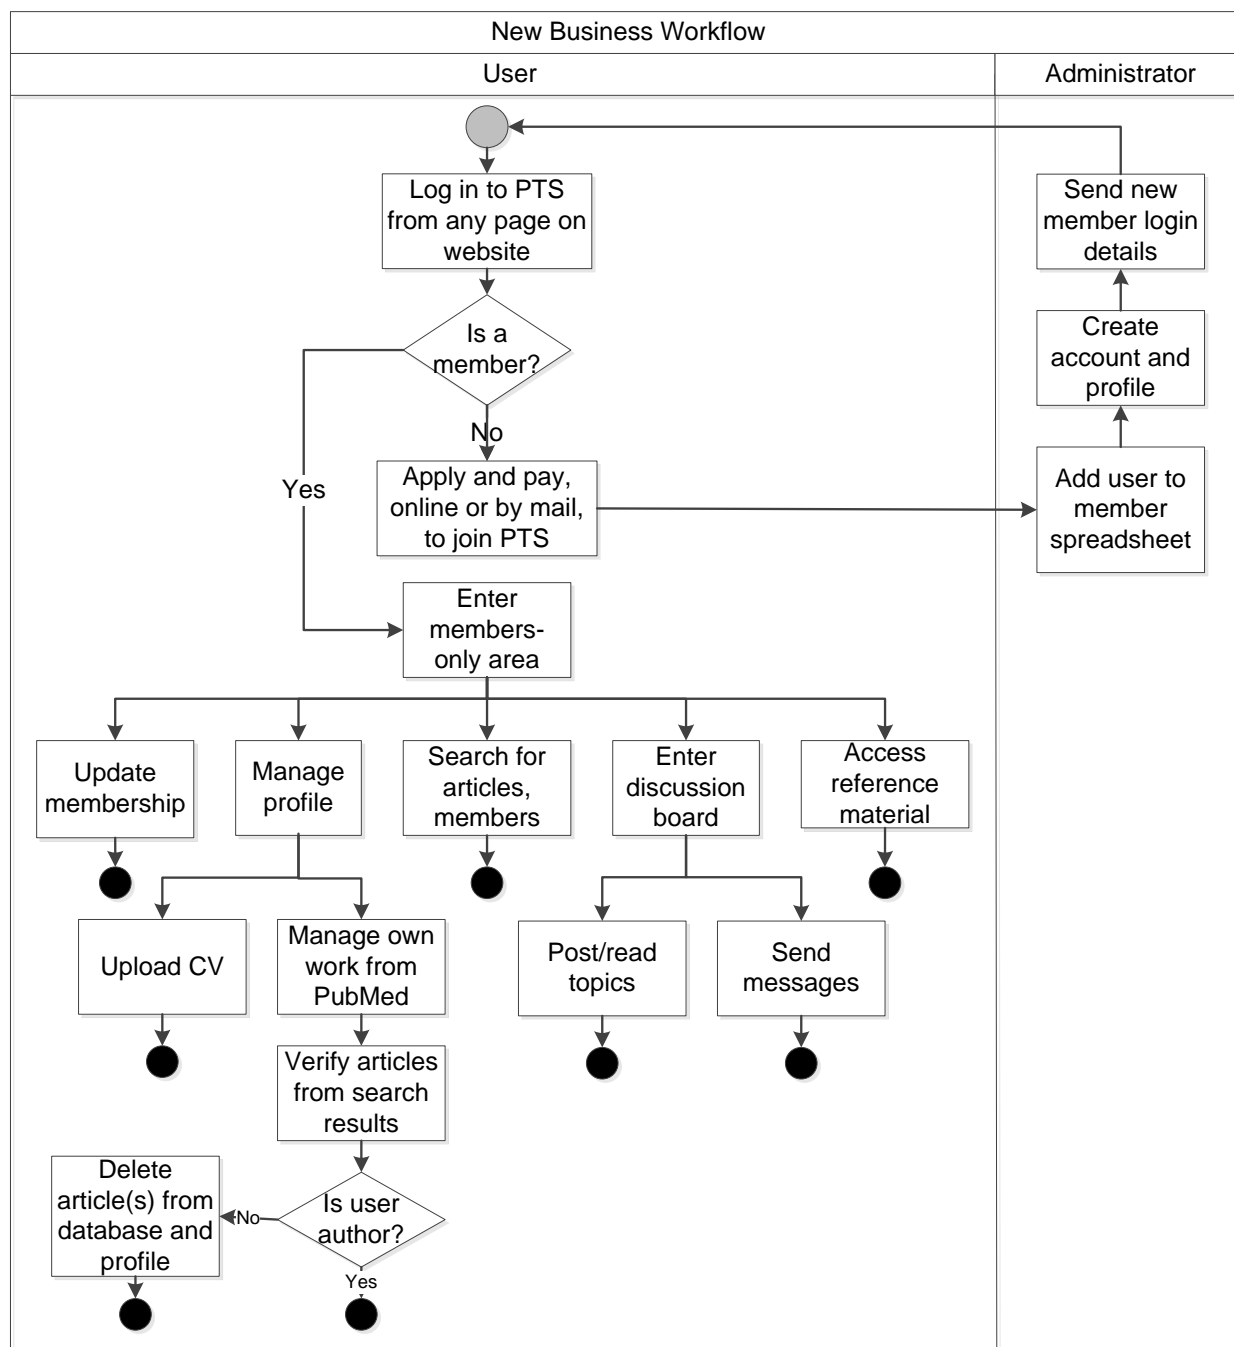 New Business Workflow
User
Administrator
Log in to PTS
from any page on
website
Send new
member login
details
Is a
member?
Create
account and
profile
No
Yes
Apply and pay,
online or by mail,
to join PTS
Add user to
member
spreadsheet
Enter
members-
only area
Update
membership
Manage
profile
Search for
articles,
members
Enter
discussion
board
Access
reference
material
Upload CV
Manage own
work from
PubMed
Post/read
topics
Send
messages
Verify articles
from search
results
Delete
article(s) from
database and
profile
No
Is user
author?
Yes